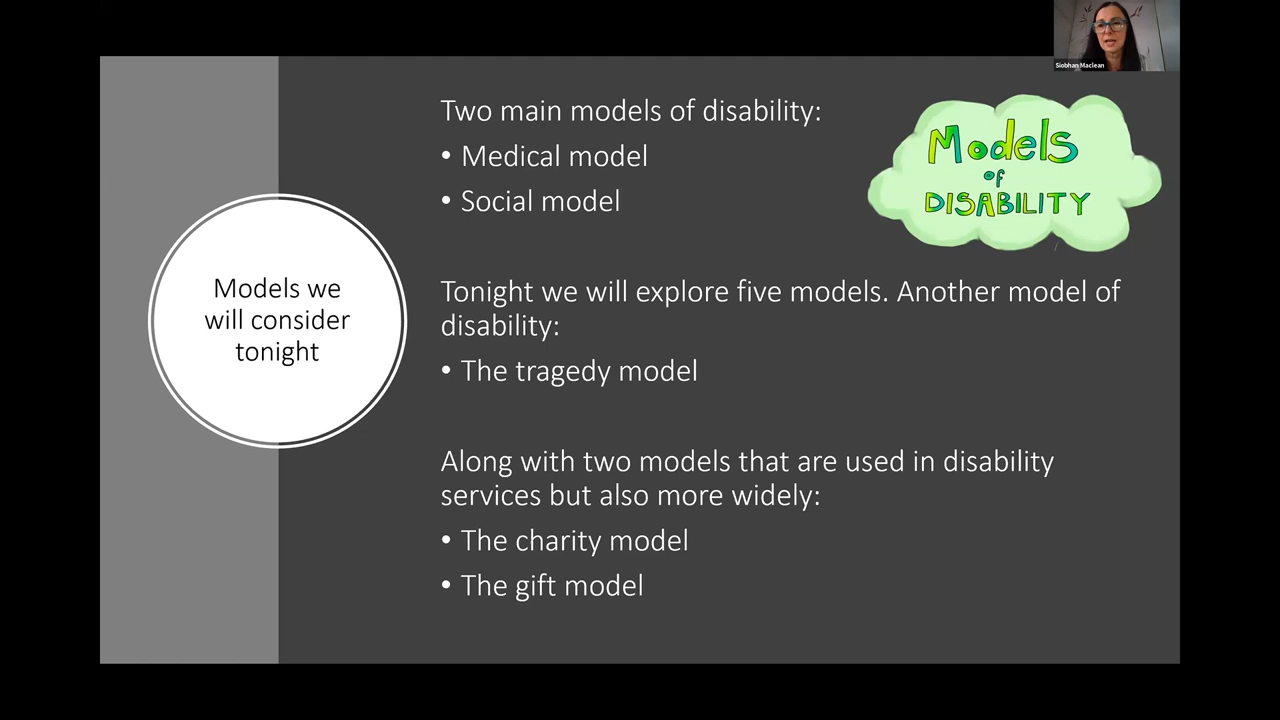 Siobhan Maclean
Two main models of disability:
• Medical model
• Social model
Models
of
DISABILITY
Models we
will consider
tonight
Tonight we will explore five models. Another model of
disability:
• The tragedy model
Along with two models that are used in disability
services but also more widely:
• The charity model
• The gift model